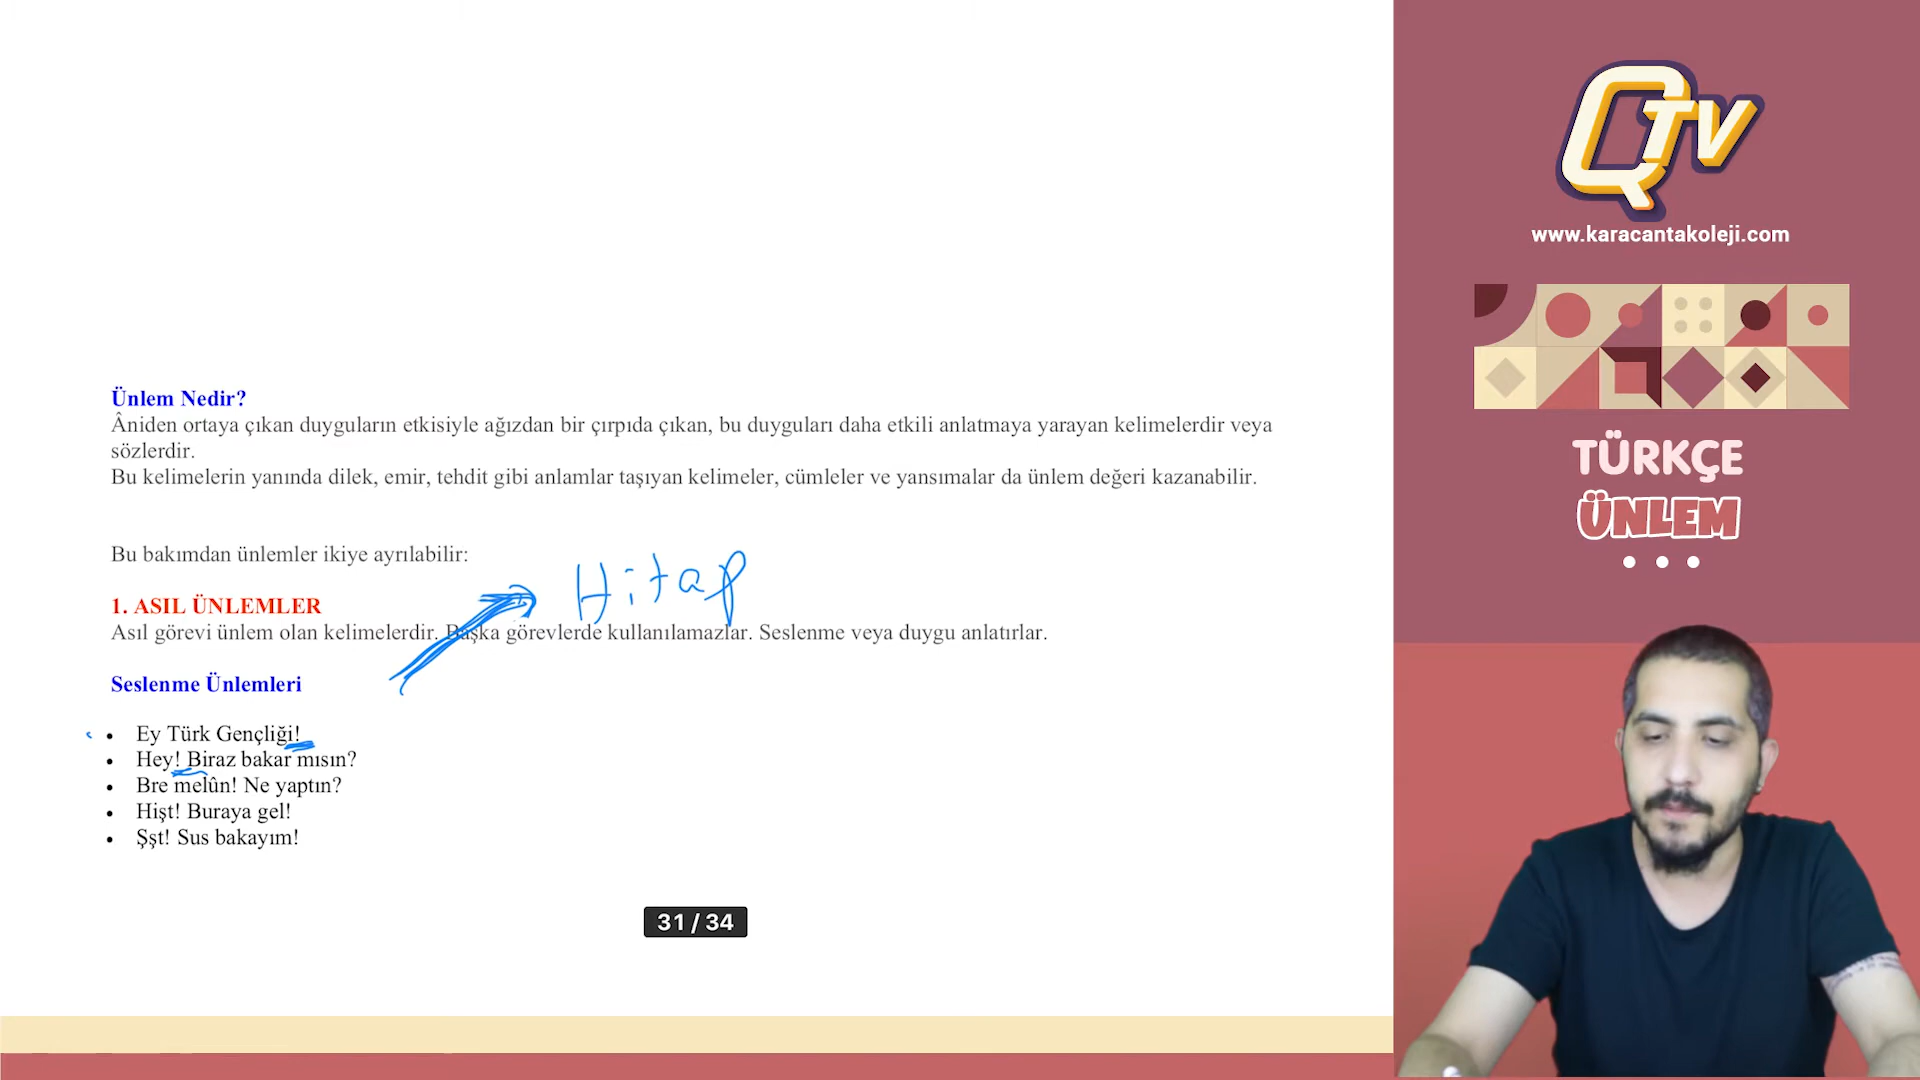 Ünlem Nedir?
Âniden ortaya çıkan duyguların etkisiyle ağızdan bir çırpıda çıkan, bu duyguları daha etkili anlatmaya yarayan kelimelerdir veya
sözlerdir.
Bu kelimelerin yanında dilek, emir, tehdit gibi anlamlar taşıyan kelimeler, cümleler ve yansımalar da ünlem değeri kazanabilir.
Bu bakımdan ünlemler ikiye ayrılabilir:
Hitap
1. ASIL ÜNLEMLER
Asıl görevi ünlem olan kelimelerdir. Başka görevlerde kullanılamazlar. Seslenme veya duygu anlatırlar.
Seslenme Ünlemleri
• Ey Türk Gençliği!
• Hey! Biraz bakar mısın?
• Bre melûn! Ne yaptın?
• Hişt! Buraya gel!
• Şşt! Sus bakayım!
31 / 34
QTV
www.karacantakoleji.com
TÜRKÇE
ÜNLEM